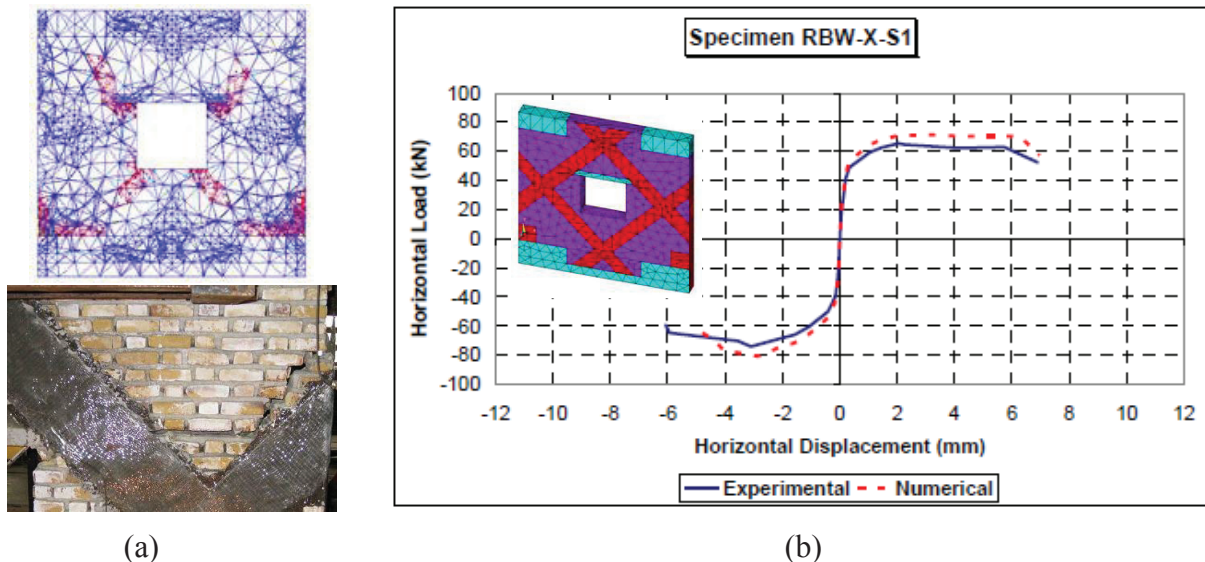 Specimen RBW-X-S1
Horizontal Load (kN)
100
80
60
40
20
0
-20
-40
-60
-80
-100
-12 -10 -8 -6 -4 -2 0 2 4 6 8 10 12
Horizontal Displacement (mm)
Experimental Numerical
(a) (b)